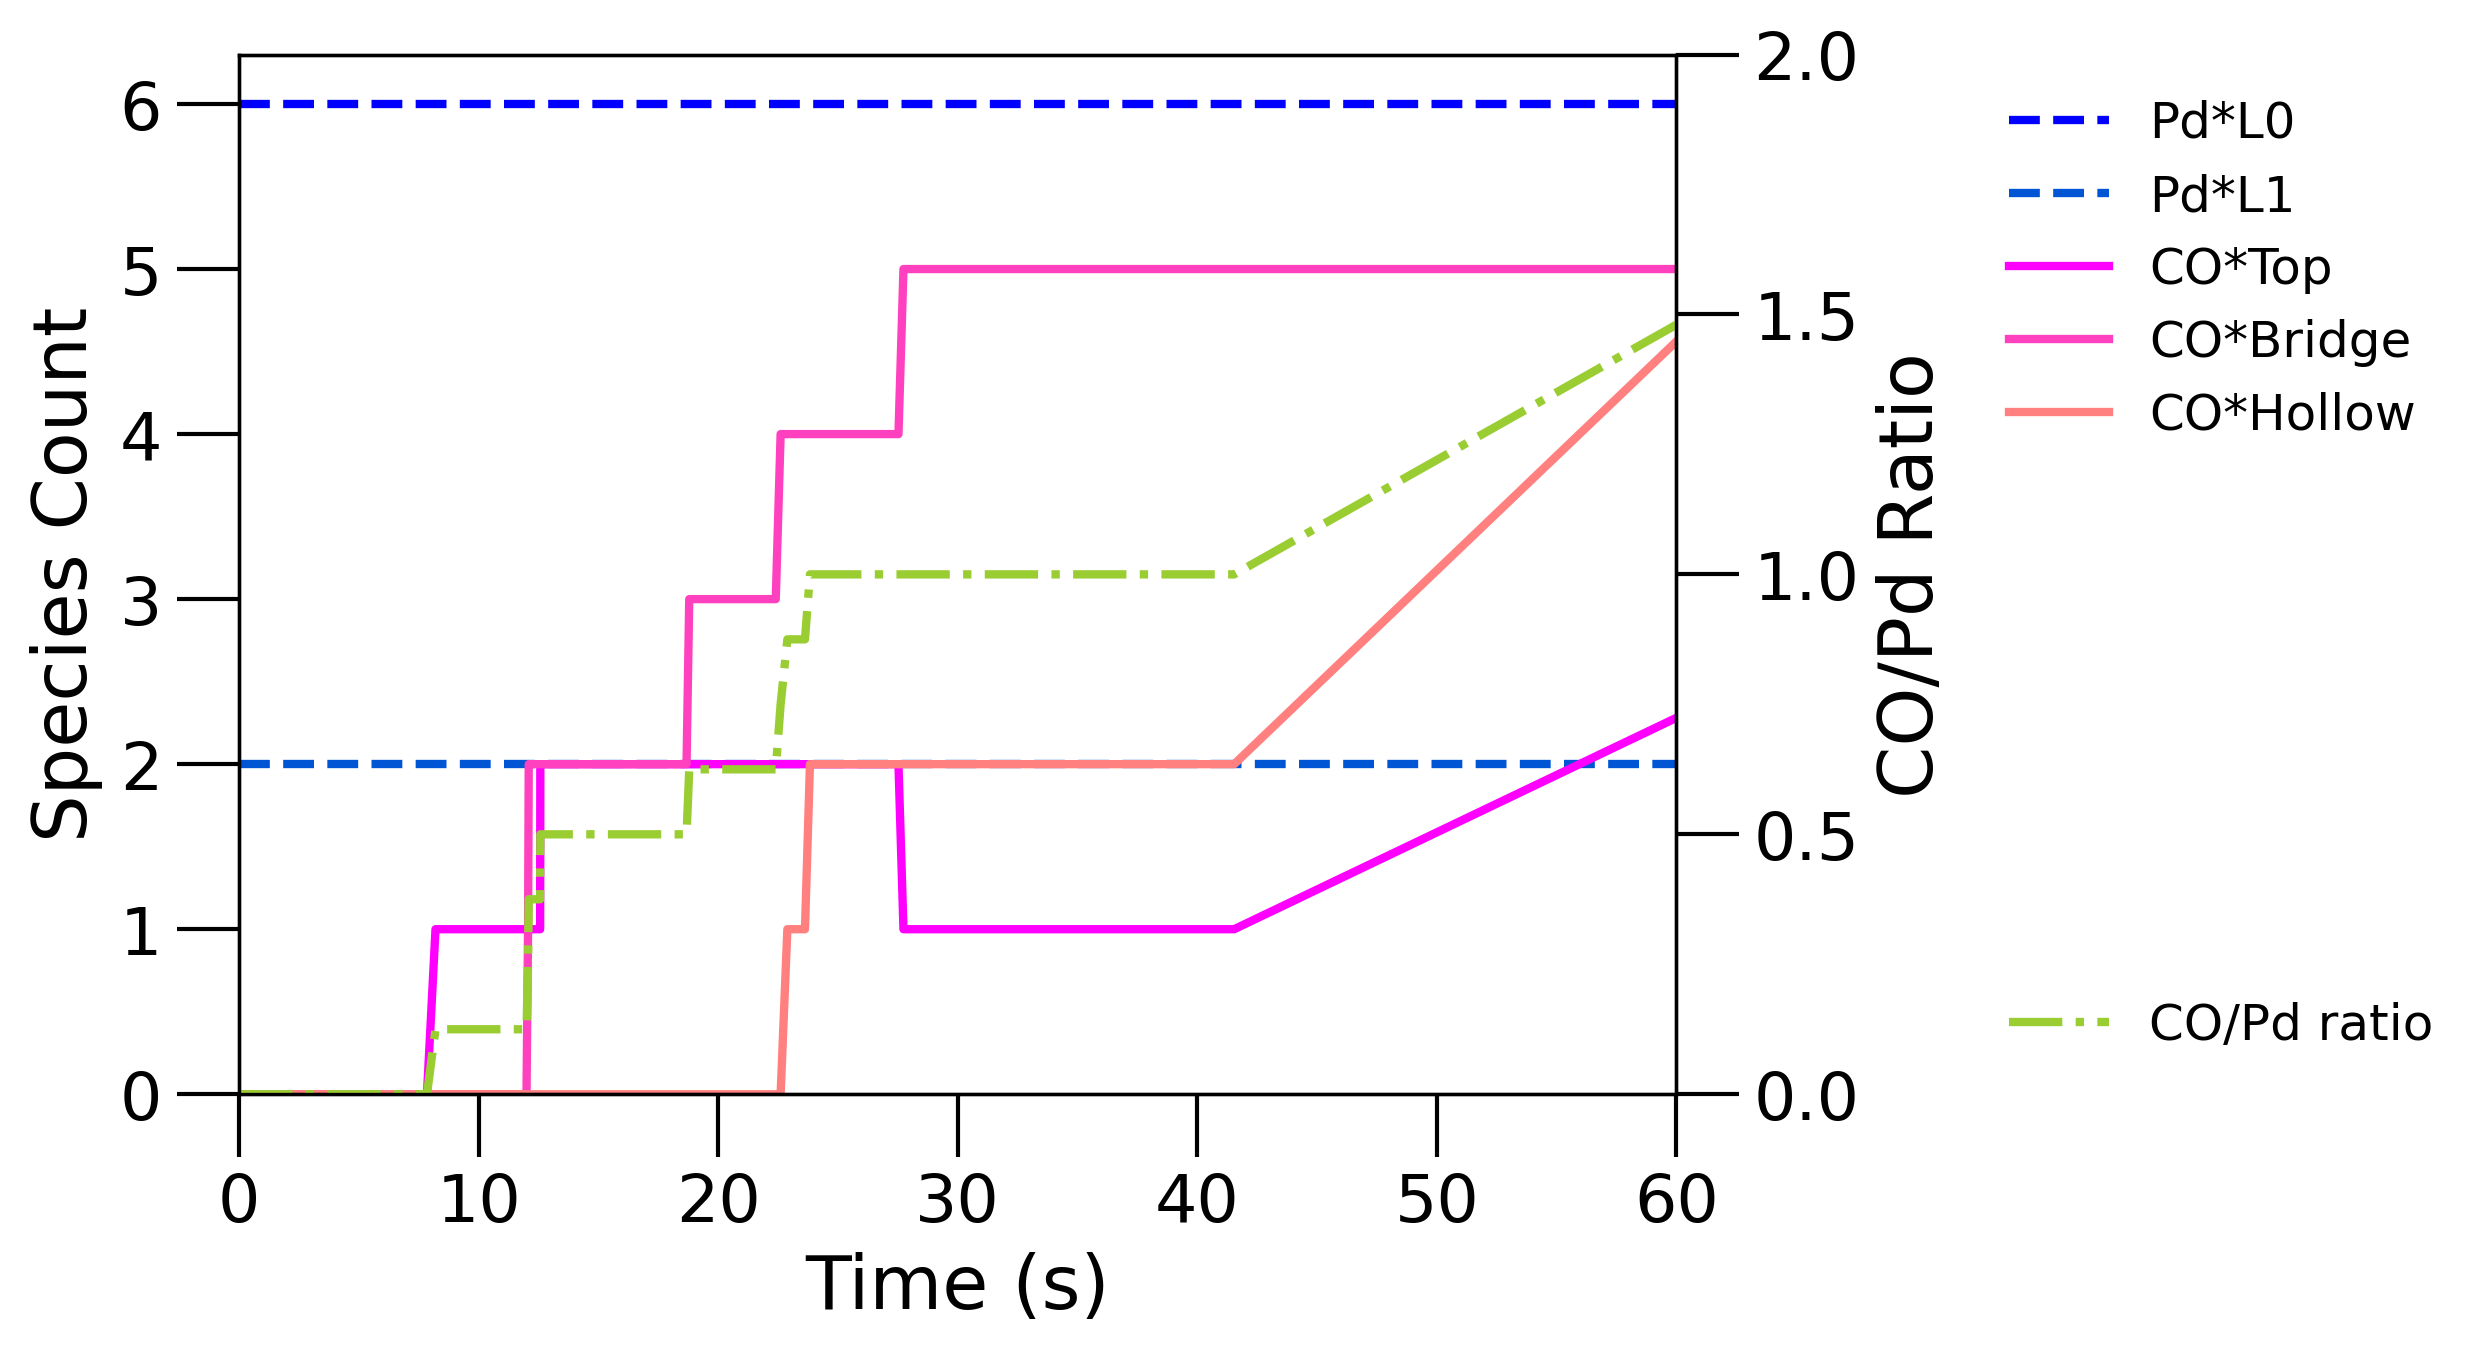 Species Count
6
5
4
3
2
1
0
0 10 20 30 40 50 60
Time (s)
2.0
1.5
1.0
0.5
0.0
CO/Pd Ratio
Pd*L0
Pd*L1
CO*Top
CO*Bridge
CO*Hollow
CO/Pd ratio